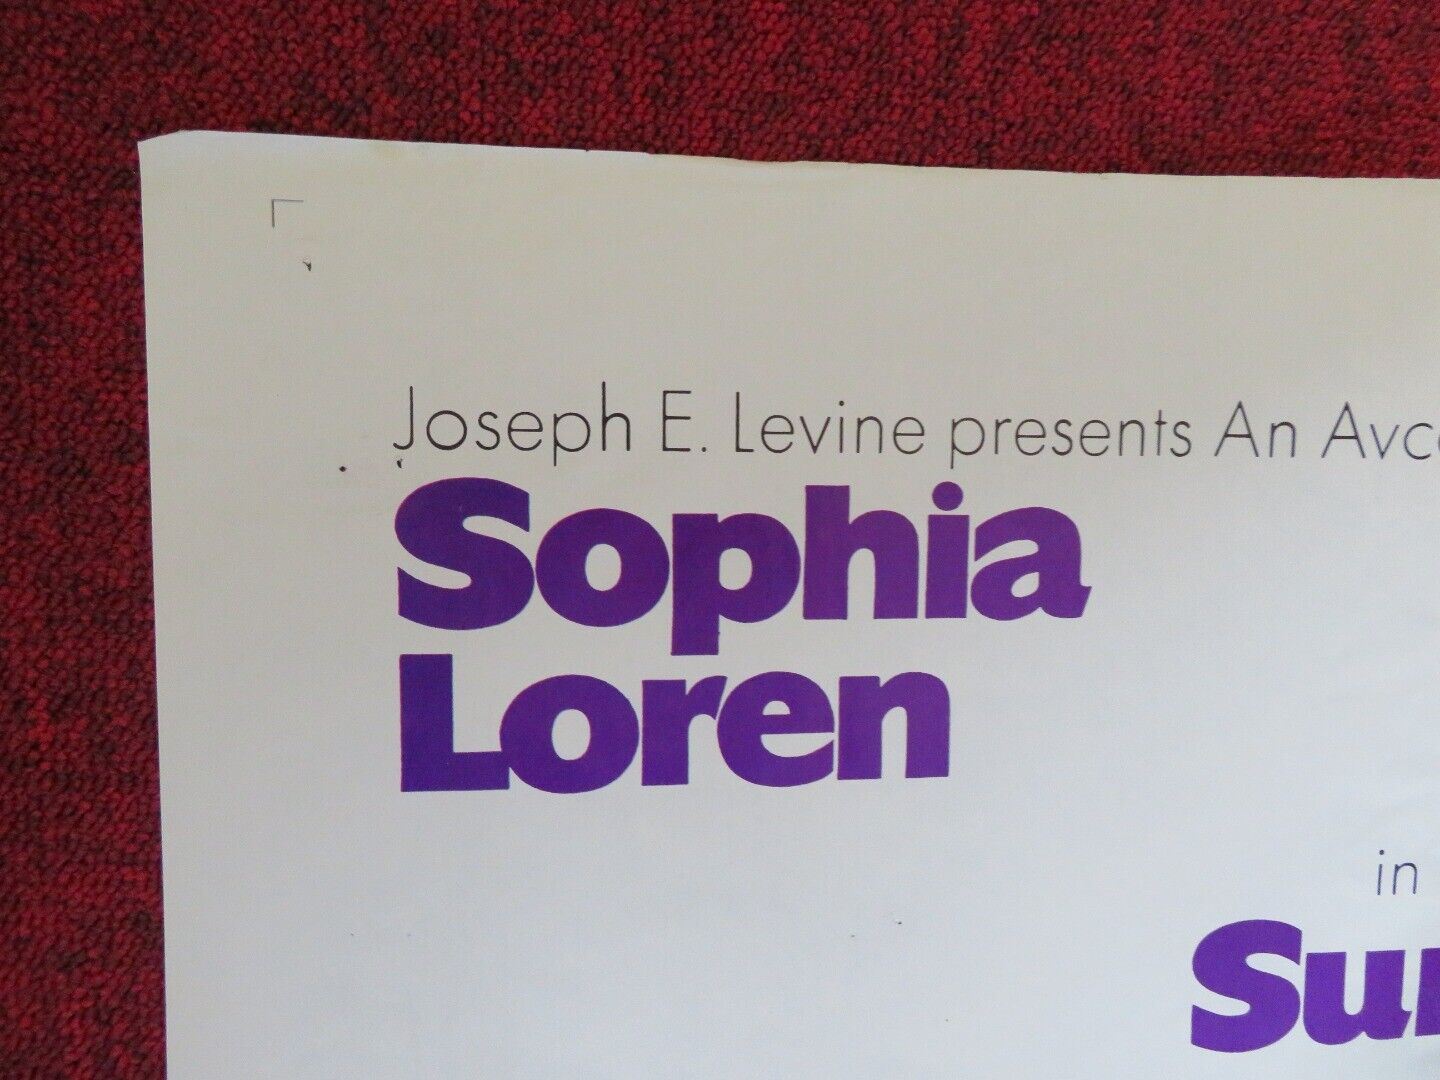 Joseph E. Levine presents An
Sophia
Loren
in